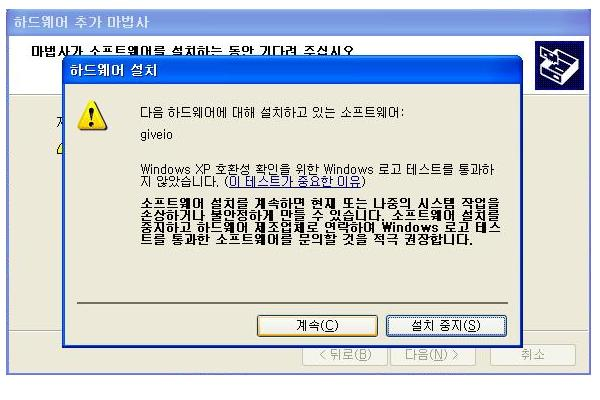 하드웨어 추가 마법사
마법사가 소프트웨어를 설치하는 동안 기다려 주십시오
하드웨어 설치
다음 하드웨어에 대해 설치하고 있는 소프트웨어:
giveio
Windows XP 호환성 확인을 위한 Windows 로고 테스트를 통과하
지 않았습니다. (이 테스트가 중요한 이유)
소프트웨어 설치를 계속하면 현재 또는 나중의 시스템 작업을
손상하거나 불안정하게 만들 수 있습니다. 소프트웨어 설치를
중지하고 하드웨어 제조업체로 연락하여 Windows 로고 테스
트를 통과한 소프트웨어를 문의할 것을 적극 권장합니다.
계속(C)
설치 중지(S)
< 뒤로(B)
다음(N) >
취소